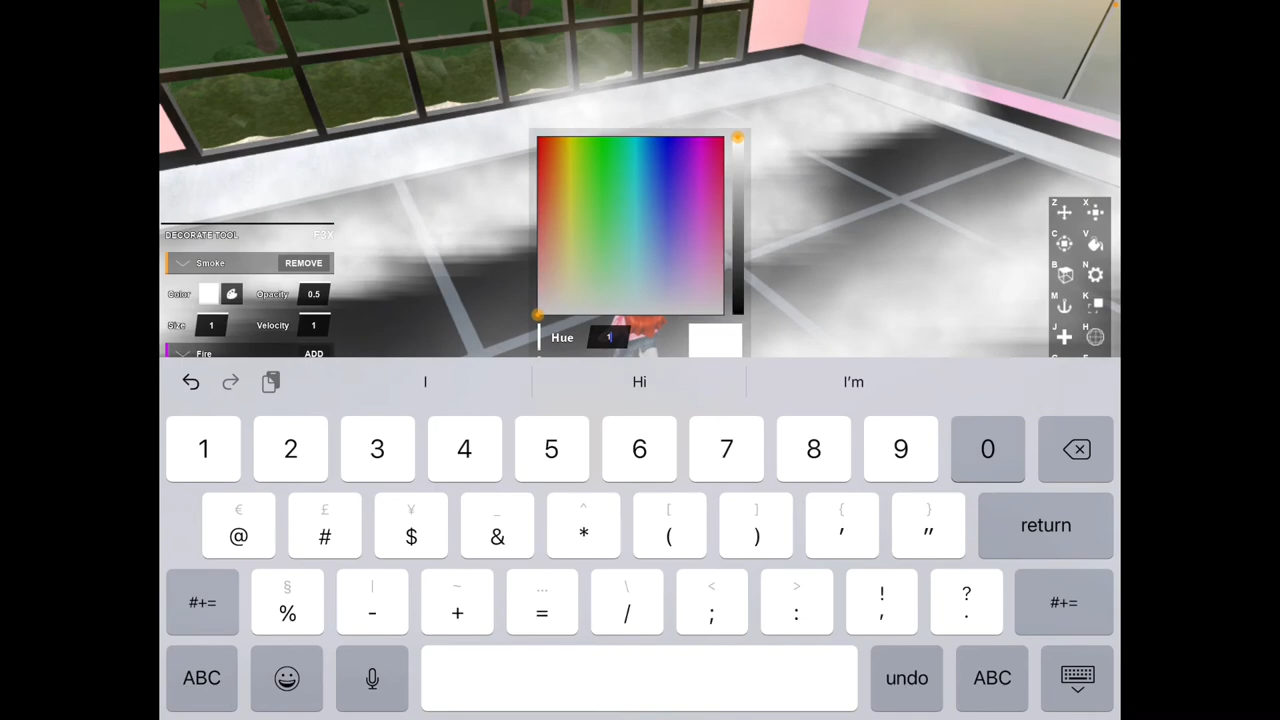 DECORATE TOOL F3X
Smoke REMOVE
Color Opacity 0.5
Size 1 Velocity 1
Fire ADD
Hue 1
Z X
C V
B N
M K
J H
I Hi I'm
1 2 3 4 5 6 7 8 9 0
€ £ ¥ _ ^ [ ] { }
@ # $ & * ( ) ' " return
§ | ~ … \ < > ! ?
#+= % - + = / ; : , . #+=
ABC undo ABC